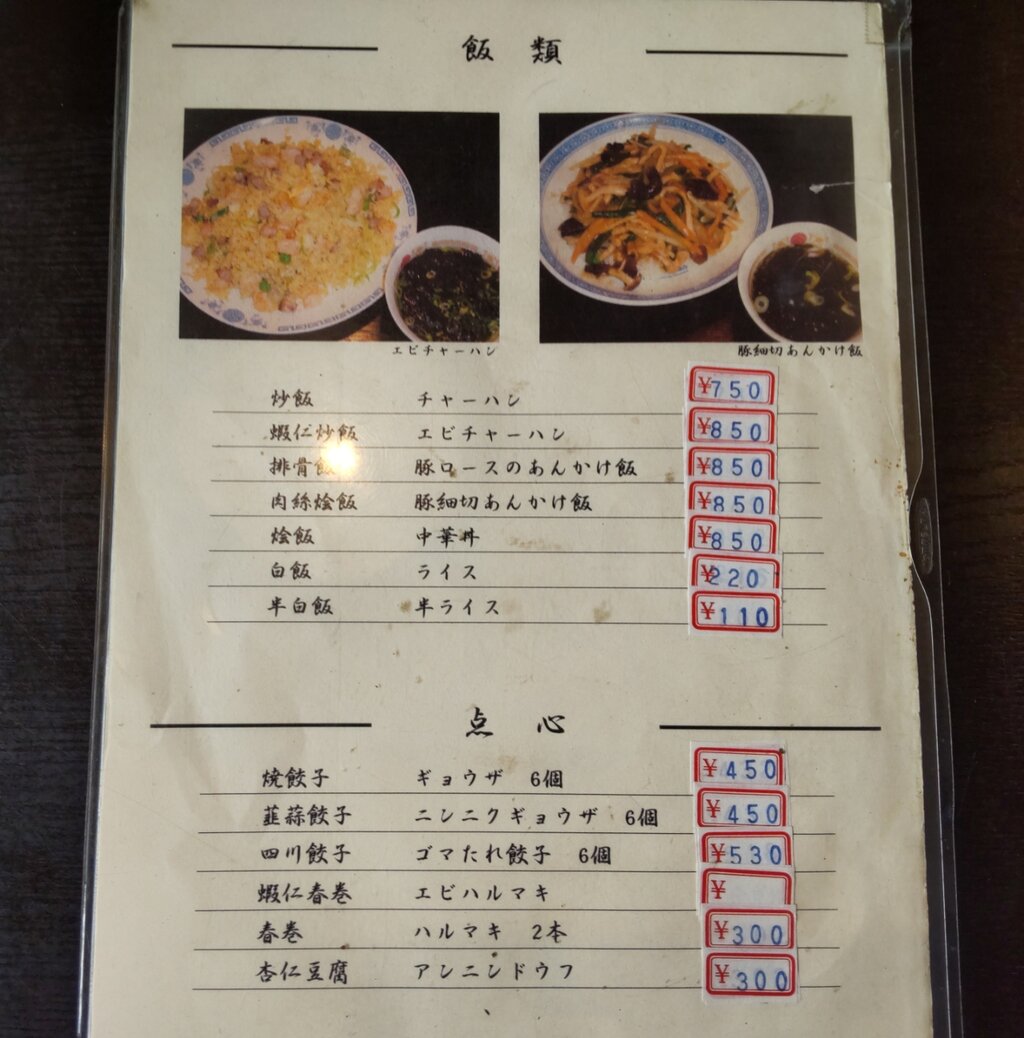 飯 類
エビチャーハン
豚細切あんかけ飯
炒飯 チャーハン ¥750
蝦仁炒飯 エビチャーハン ¥850
排骨飯 豚ロースのあんかけ飯 ¥850
肉絲燴飯 豚細切あんかけ飯 ¥850
燴飯 中華丼 ¥850
白飯 ライス ¥220
半白飯 半ライス ¥110
点 心
焼餃子 ギョウザ 6個 ¥450
韮蒜餃子 ニンニクギョウザ 6個 ¥450
四川餃子 ゴマたれ餃子 6個 ¥530
蝦仁春巻 エビハルマキ ¥
春巻 ハルマキ 2本 ¥300
杏仁豆腐 アンニンドウフ ¥300